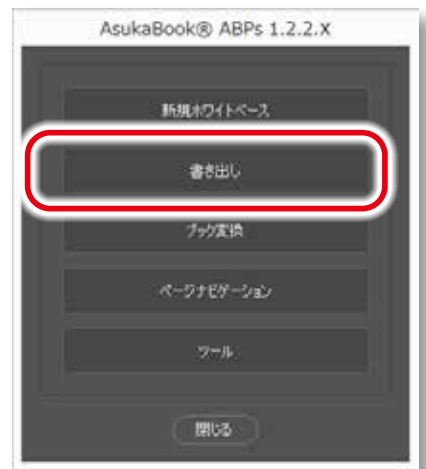 AsukaBook® ABPs 1.2.2.X
新規ホワイトベース
書き出し
ブック変換
ページナビゲーション
ツール
閉じる